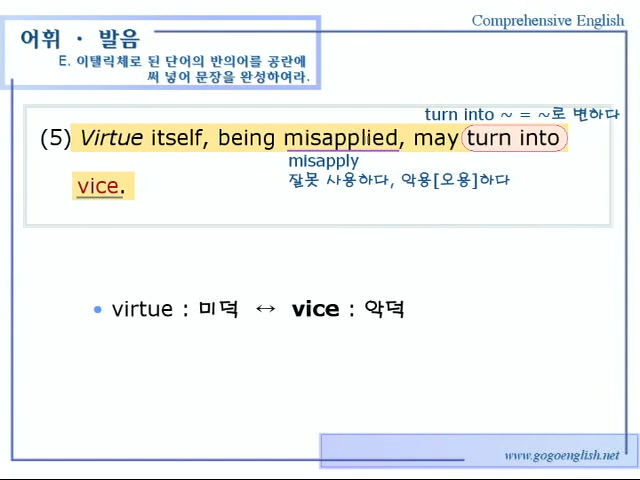 Comprehensive English
어휘 · 발음
E. 이탤릭체로 된 단어의 반의어를 공란에
써 넣어 문장을 완성하여라.
turn into ~ = ~로 변하다
(5) Virtue itself, being misapplied, may turn into
misapply
잘못 사용하다, 악용[오용]하다
vice.
• virtue : 미덕 ↔ vice : 악덕
www.gogoenglish.net